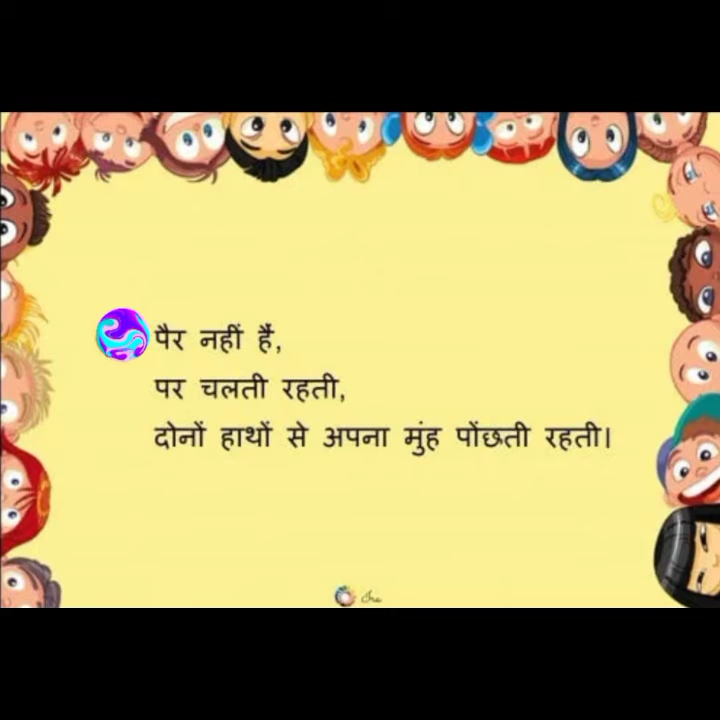 पैर नहीं हैं,
पर चलती रहती,
दोनों हाथों से अपना मुंह पोंछती रहती।